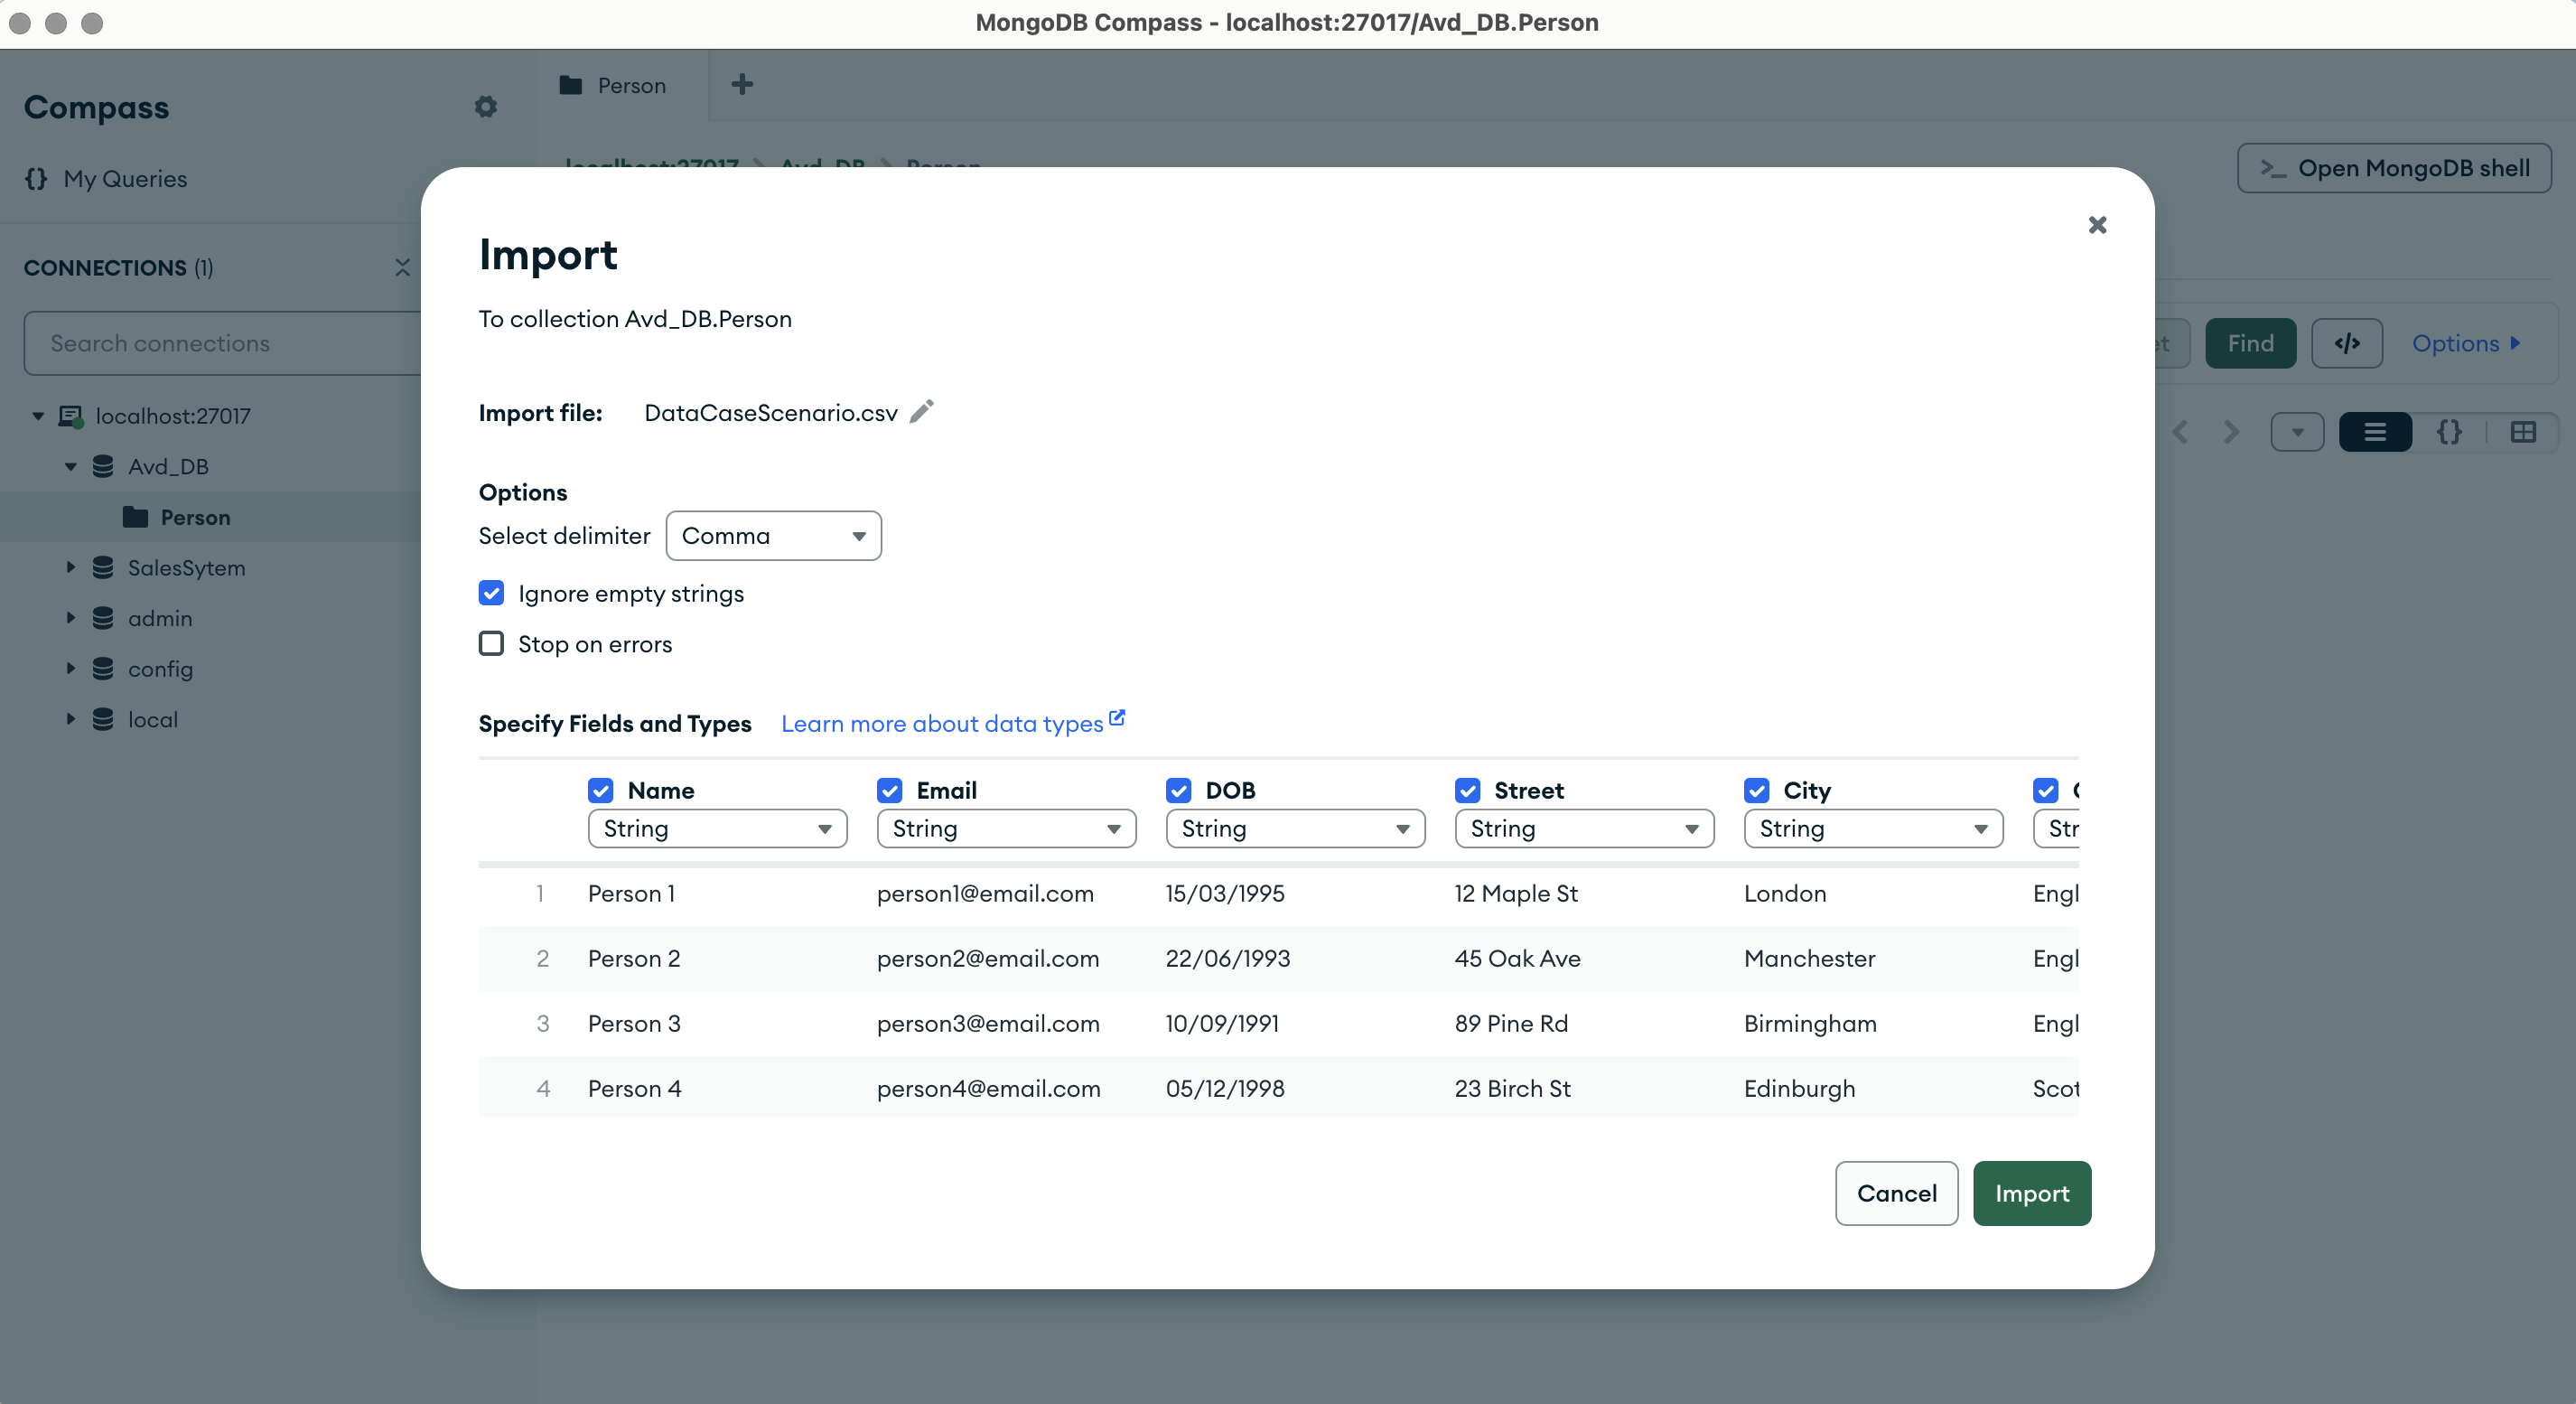 MongoDB Compass - localhost:27017/Avd_DB.Person
Compass
Person
My Queries
Open MongoDB shell
CONNECTIONS (1)
Search connections
Find
Options
localhost:27017
Avd_DB
Person
SalesSytem
admin
config
local
Import
To collection Avd_DB.Person
Import file: DataCaseScenario.csv
Options
Select delimiter Comma
Ignore empty strings
Stop on errors
Specify Fields and Types Learn more about data types
Name Email DOB Street City
String String String String String Str
1 Person 1 person1@email.com 15/03/1995 12 Maple St London Engl
2 Person 2 person2@email.com 22/06/1993 45 Oak Ave Manchester Engl
3 Person 3 person3@email.com 10/09/1991 89 Pine Rd Birmingham Engl
4 Person 4 person4@email.com 05/12/1998 23 Birch St Edinburgh Scot
Cancel Import